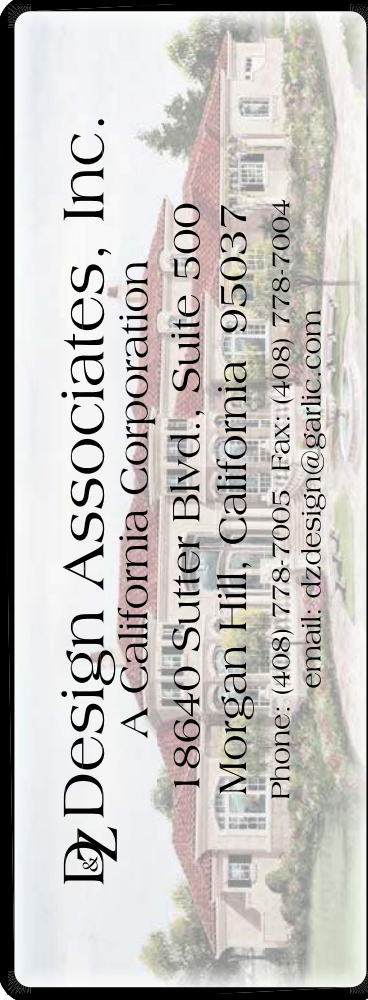 D&Z Design Associates, Inc.
A California Corporation
18640 Sutter Blvd., Suite 500
Morgan Hill, California 95037
Phone: (408) 778-7005 Fax: (408) 778-7004
email: dzdesign@garlic.com